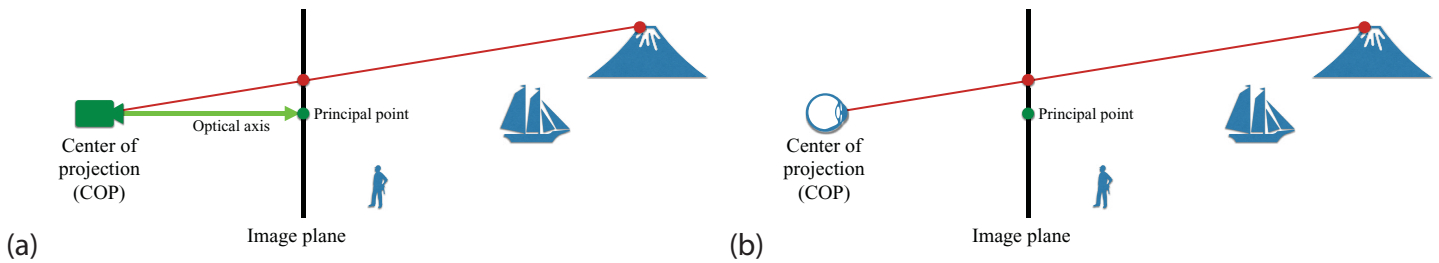 Principal point
Optical axis
Center of
projection
(COP)
Image plane
(a)
Principal point
Center of
projection
(COP)
Image plane
(b)